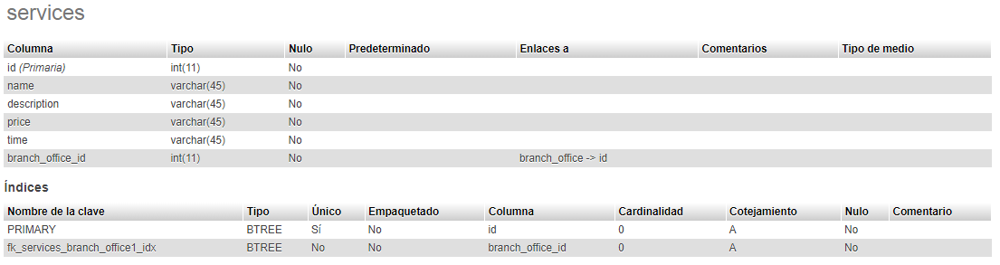 services
Columna Tipo Nulo Predeterminado Enlaces a Comentarios Tipo de medio
id (Primaria) int(11) No
name varchar(45) No
description varchar(45) No
price varchar(45) No
time varchar(45) No
branch_office_id int(11) No branch_office -> id
Índices
Nombre de la clave Tipo Único Empaquetado Columna Cardinalidad Cotejamiento Nulo Comentario
PRIMARY BTREE Sí No id 0 A No
fk_services_branch_office1_idx BTREE No No branch_office_id 0 A No